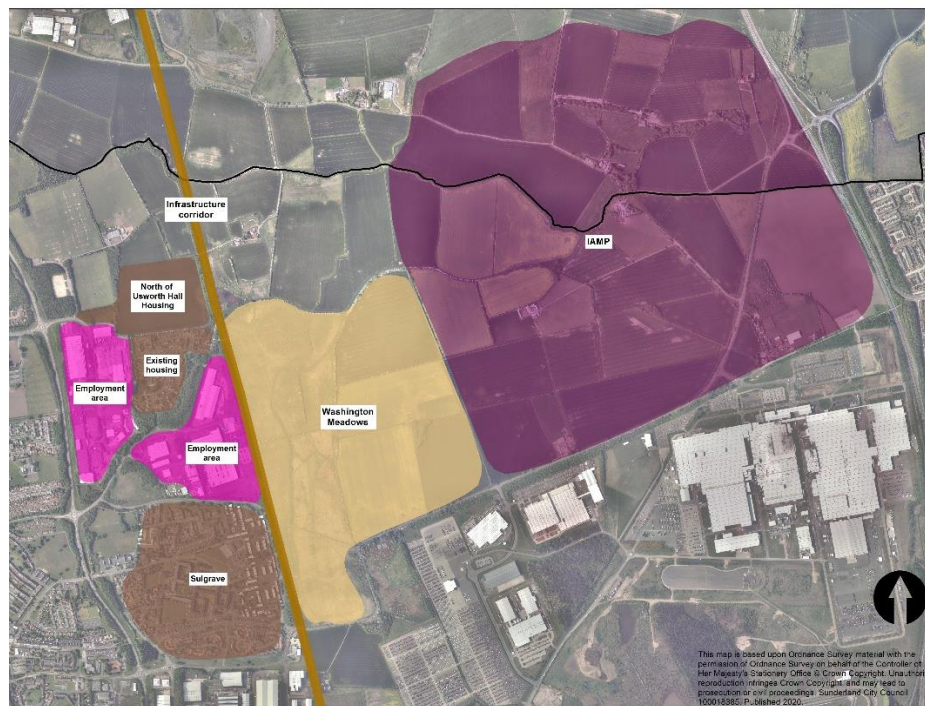 Infrastructure
corridor
IAMP
North of
Usworth Hall
Housing
Existing
housing
Employment
area
Washington
Meadows
Employment
area
Sulgrave
This map is based upon Ordnance Survey material with the
permission of Ordnance Survey on behalf of the Controller of
Her Majesty's Stationery Office © Crown Copyright. Unauthori
reproduction infringes Crown Copyright and may lead to
prosecution or civil proceedings. Sunderland City Council
100018385. Published 2020.